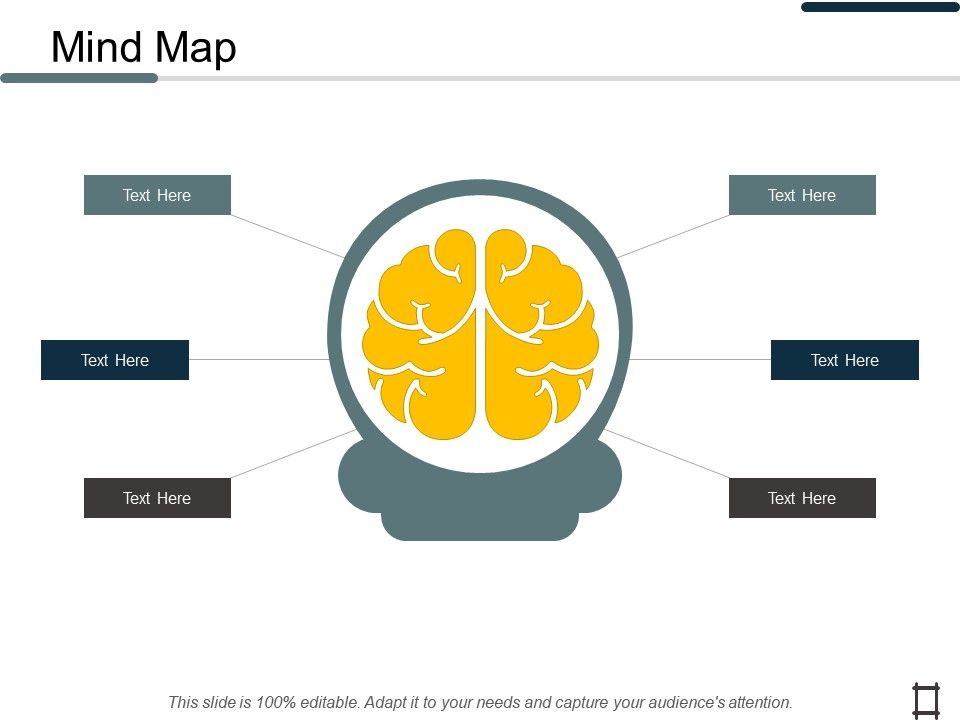 Mind Map
Text Here
Text Here
Text Here
Text Here
Text Here
Text Here
This slide is 100% editable. Adapt it to your needs and capture your audience's attention.